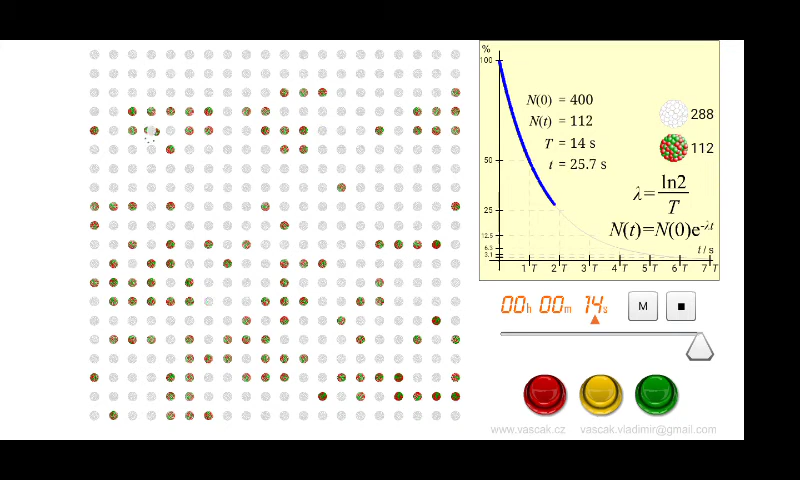 %
100
50
25
12.5
6.3
3.1
N(0) = 400
N(t) = 112
T = 14 s
t = 25.7 s
288
112
λ= ln2
T
N(t)=N(0)e^-λt
t / s
1 T 2 T 3 T 4 T 5 T 6 T 7 T
00h 00m 14s
M
www.vascak.cz vascak.vladimir@gmail.com